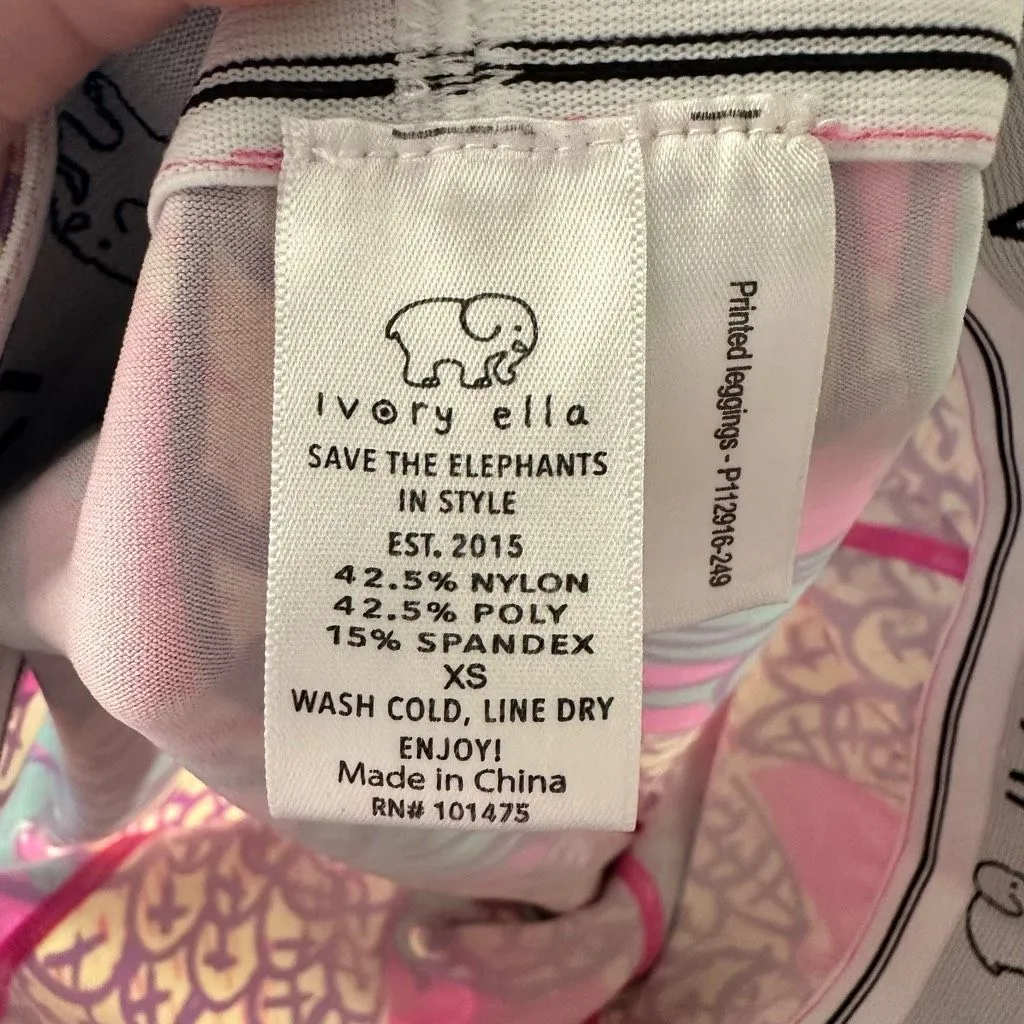 Ivory ella
SAVE THE ELEPHANTS
IN STYLE
EST. 2015
42.5% NYLON
42.5% POLY
15% SPANDEX
XS
WASH COLD, LINE DRY
ENJOY!
Made in China
RN# 101475
Printed leggings - P112916-249